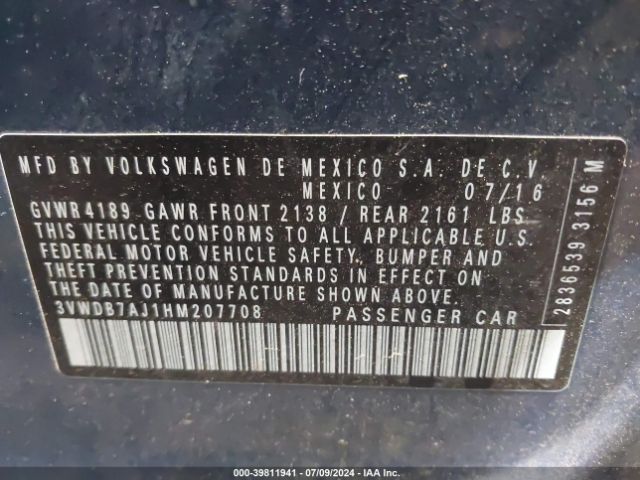 MFD BY VOLKSWAGEN DE MEXICO S.A. DE C.V
MEXICO 07/16
GVWR4189 GAWR FRONT 2138 / REAR 2161 LBS
THIS VEHICLE CONFORMS TO ALL APPLICABLE U.S.
FEDERAL MOTOR VEHICLE SAFETY, BUMPER AND
THEFT PREVENTION STANDARDS IN EFFECT ON
THE DATE OF MANUFACTURE SHOWN ABOVE.
3VWDB7AJ1HM207708 PASSENGER CAR
2836539 3156 M
000-39811941 / 07/09/2024 - IAA Inc.